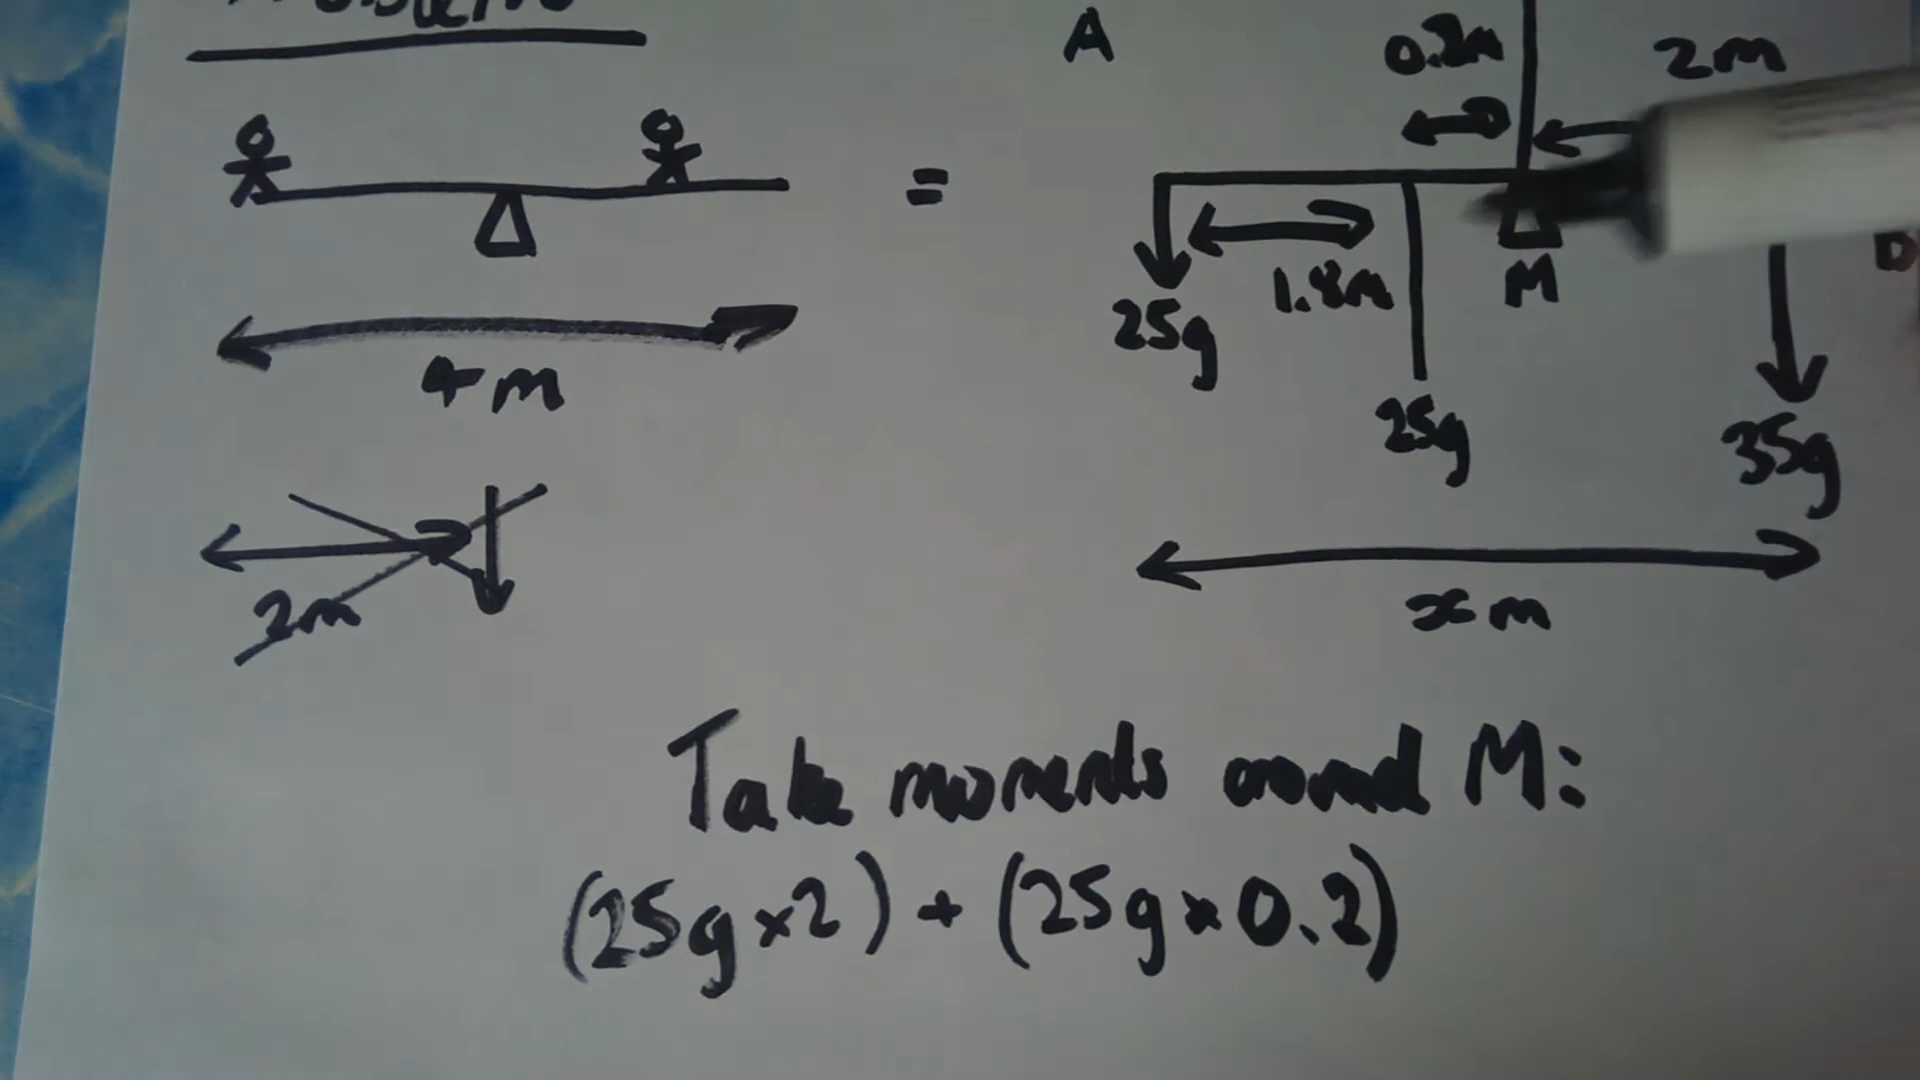 A
0.2m
2m
=
1.8m
M
25g
4m
25g
35g
2m
x m
Take moments around M:
(25g×2) + (25g×0.2)